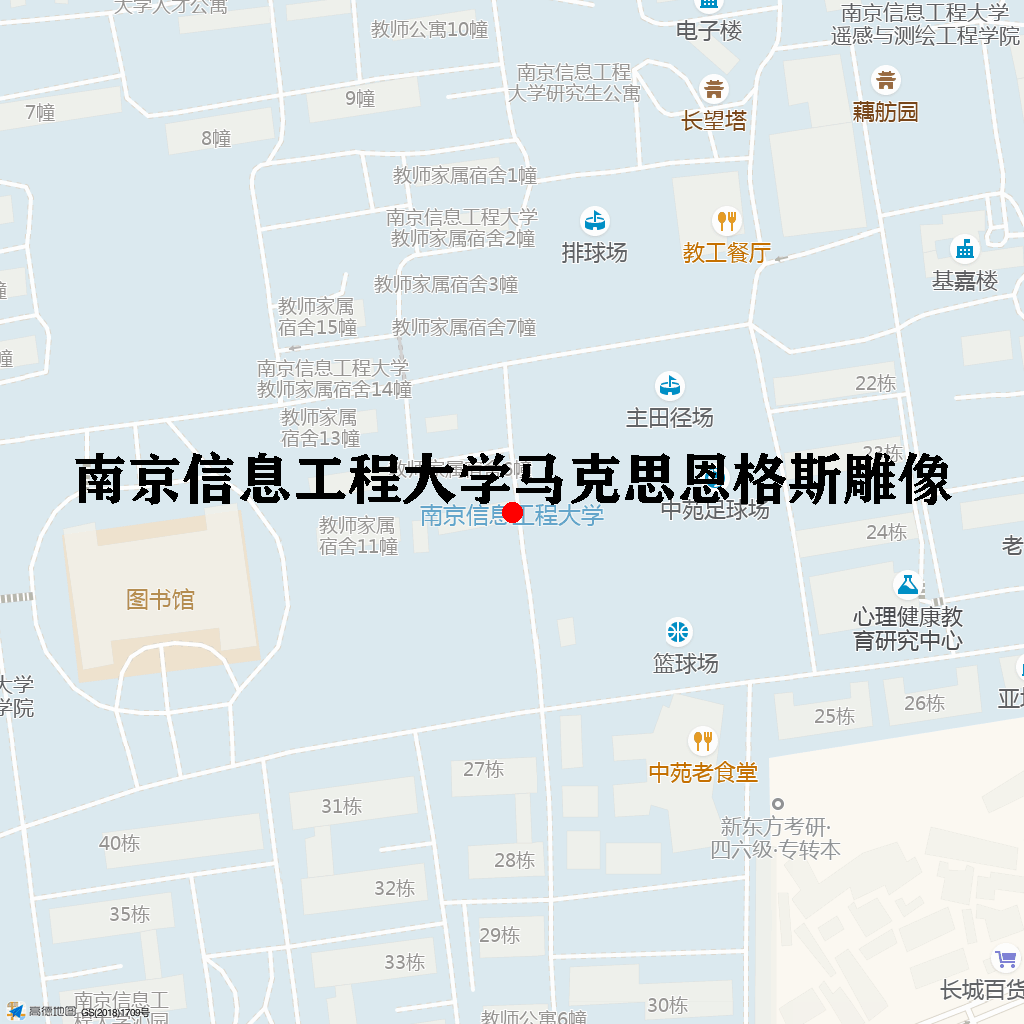 大学人才公寓
教师公寓10幢
电子楼
南京信息工程大学
遥感与测绘工程学院
南京信息工程
大学研究生公寓
7幢
9幢
8幢
长望塔
藕舫园
教师家属宿舍1幢
南京信息工程大学
教师家属宿舍2幢
排球场
教工餐厅
基嘉楼
教师家属宿舍3幢
教师家属
宿舍15幢
教师家属宿舍7幢
幢
幢
南京信息工程大学
教师家属宿舍14幢
22栋
主田径场
教师家属
宿舍13幢
南京信息工程大学马克思恩格斯雕像
南京信息工程大学
中苑足球场
教师家属
宿舍11幢
24栋
老
图书馆
心理健康教
育研究中心
篮球场
大学
学院
26栋
25栋
27栋
中苑老食堂
31栋
新东方考研·
四六级·专转本
40栋
28栋
32栋
35栋
29栋
33栋
长城百货
南京信息工
程大学沁园
30栋
教师公寓6幢
高德地图 GS(2018)1709号